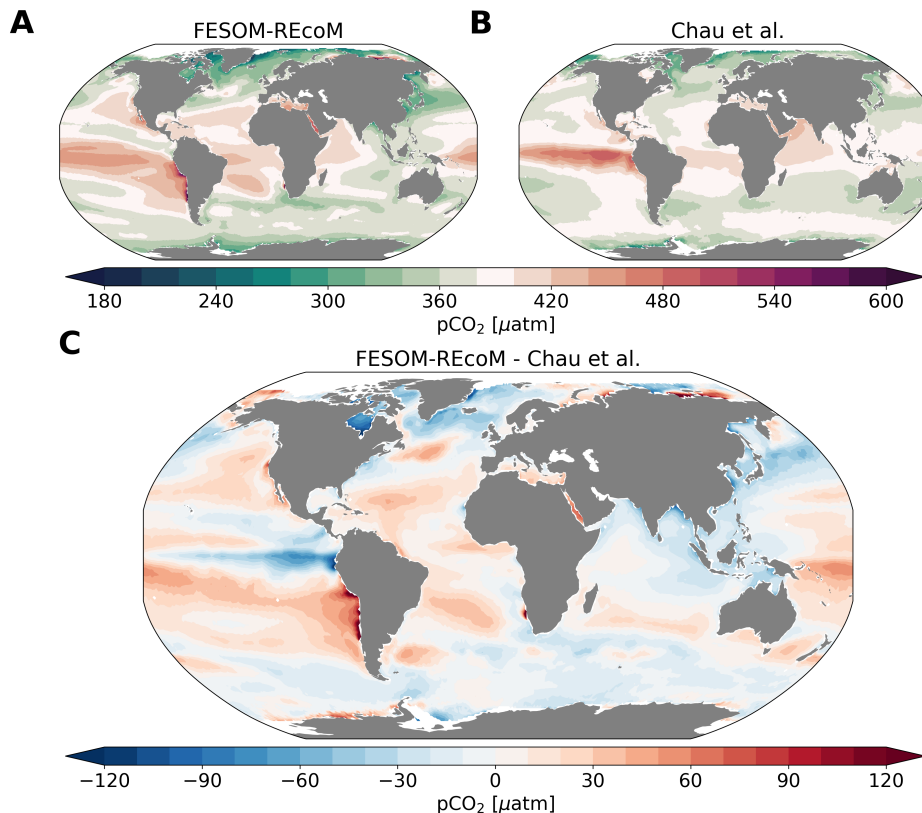 A
FESOM-REcoM
B
Chau et al.
180 240 300 360 420 480 540 600
pCO₂ [μatm]
C
FESOM-REcoM - Chau et al.
−120 −90 −60 −30 0 30 60 90 120
pCO₂ [μatm]